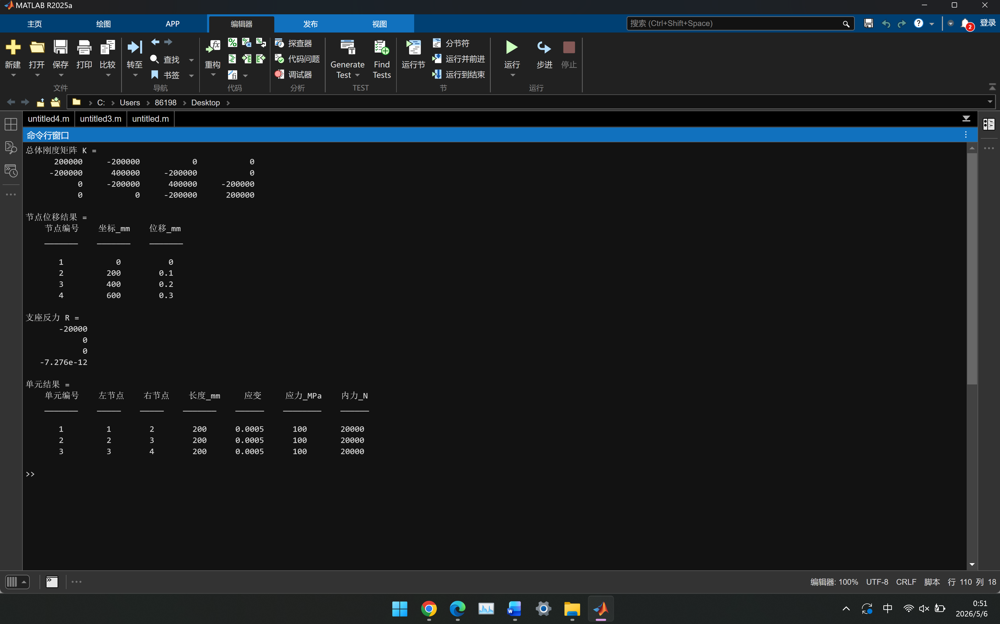 MATLAB R2025a
主页 绘图 APP 编辑器 发布 视图 搜索 (Ctrl+Shift+Space) 2 登录
新建 打开 保存 打印 比较 转至 查找 书签 重构 探查器 代码问题 调试器 Generate Test Find Tests 运行节 分节符 运行并前进 运行到结束 运行 步进 停止
文件 导航 代码 分析 TEST 节 运行
C: Users 86198 Desktop
untitled4.m untitled3.m untitled.m
命令行窗口
总体刚度矩阵 K =
200000 -200000 0 0
-200000 400000 -200000 0
0 -200000 400000 -200000
0 0 -200000 200000
节点位移结果 =
节点编号 坐标_mm 位移_mm
1 0 0
2 200 0.1
3 400 0.2
4 600 0.3
支座反力 R =
-20000
0
0
-7.276e-12
单元结果 =
单元编号 左节点 右节点 长度_mm 应变 应力_MPa 内力_N
1 1 2 200 0.0005 100 20000
2 2 3 200 0.0005 100 20000
3 3 4 200 0.0005 100 20000
>>
编辑器: 100% UTF-8 CRLF 脚本 行 110 列 18
中 0:51
2026/5/6